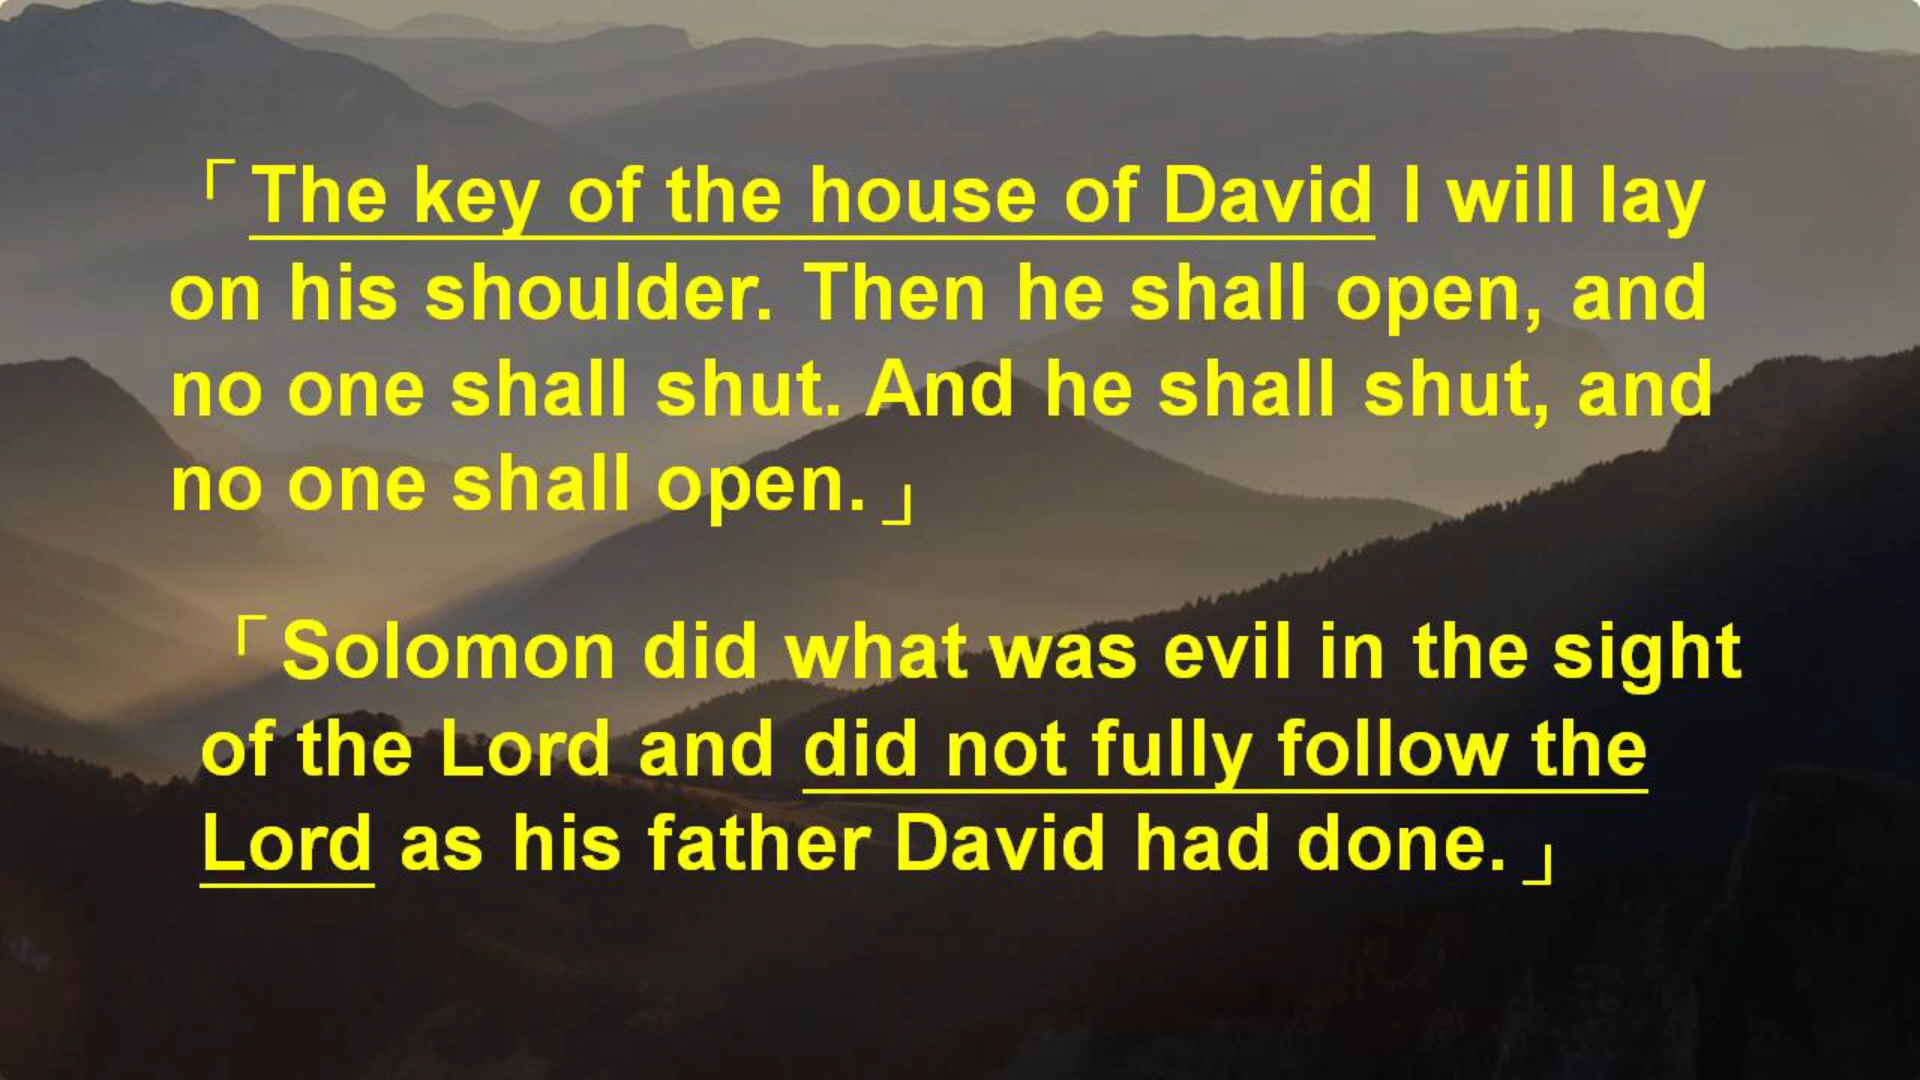 「The key of the house of David I will lay
on his shoulder. Then he shall open, and
no one shall shut. And he shall shut, and
no one shall open.」
「Solomon did what was evil in the sight
of the Lord and did not fully follow the
Lord as his father David had done.」